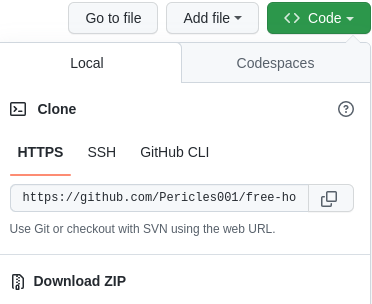 Go to file Add file Code
Local Codespaces
Clone
HTTPS SSH GitHub CLI
https://github.com/Pericles001/free-ho
Use Git or checkout with SVN using the web URL.
Download ZIP